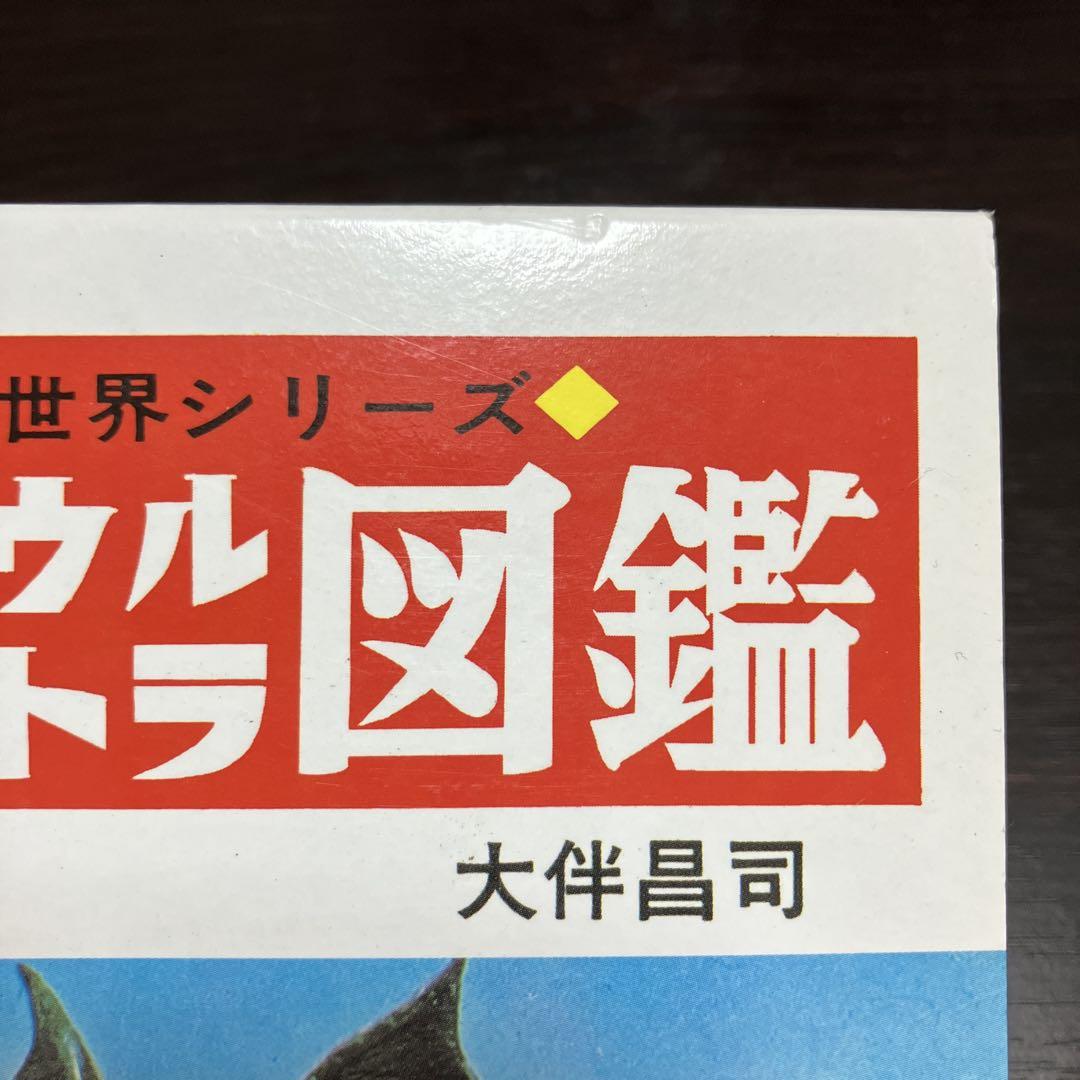 世界シリーズ◆
ウルトラ図鑑
大伴昌司